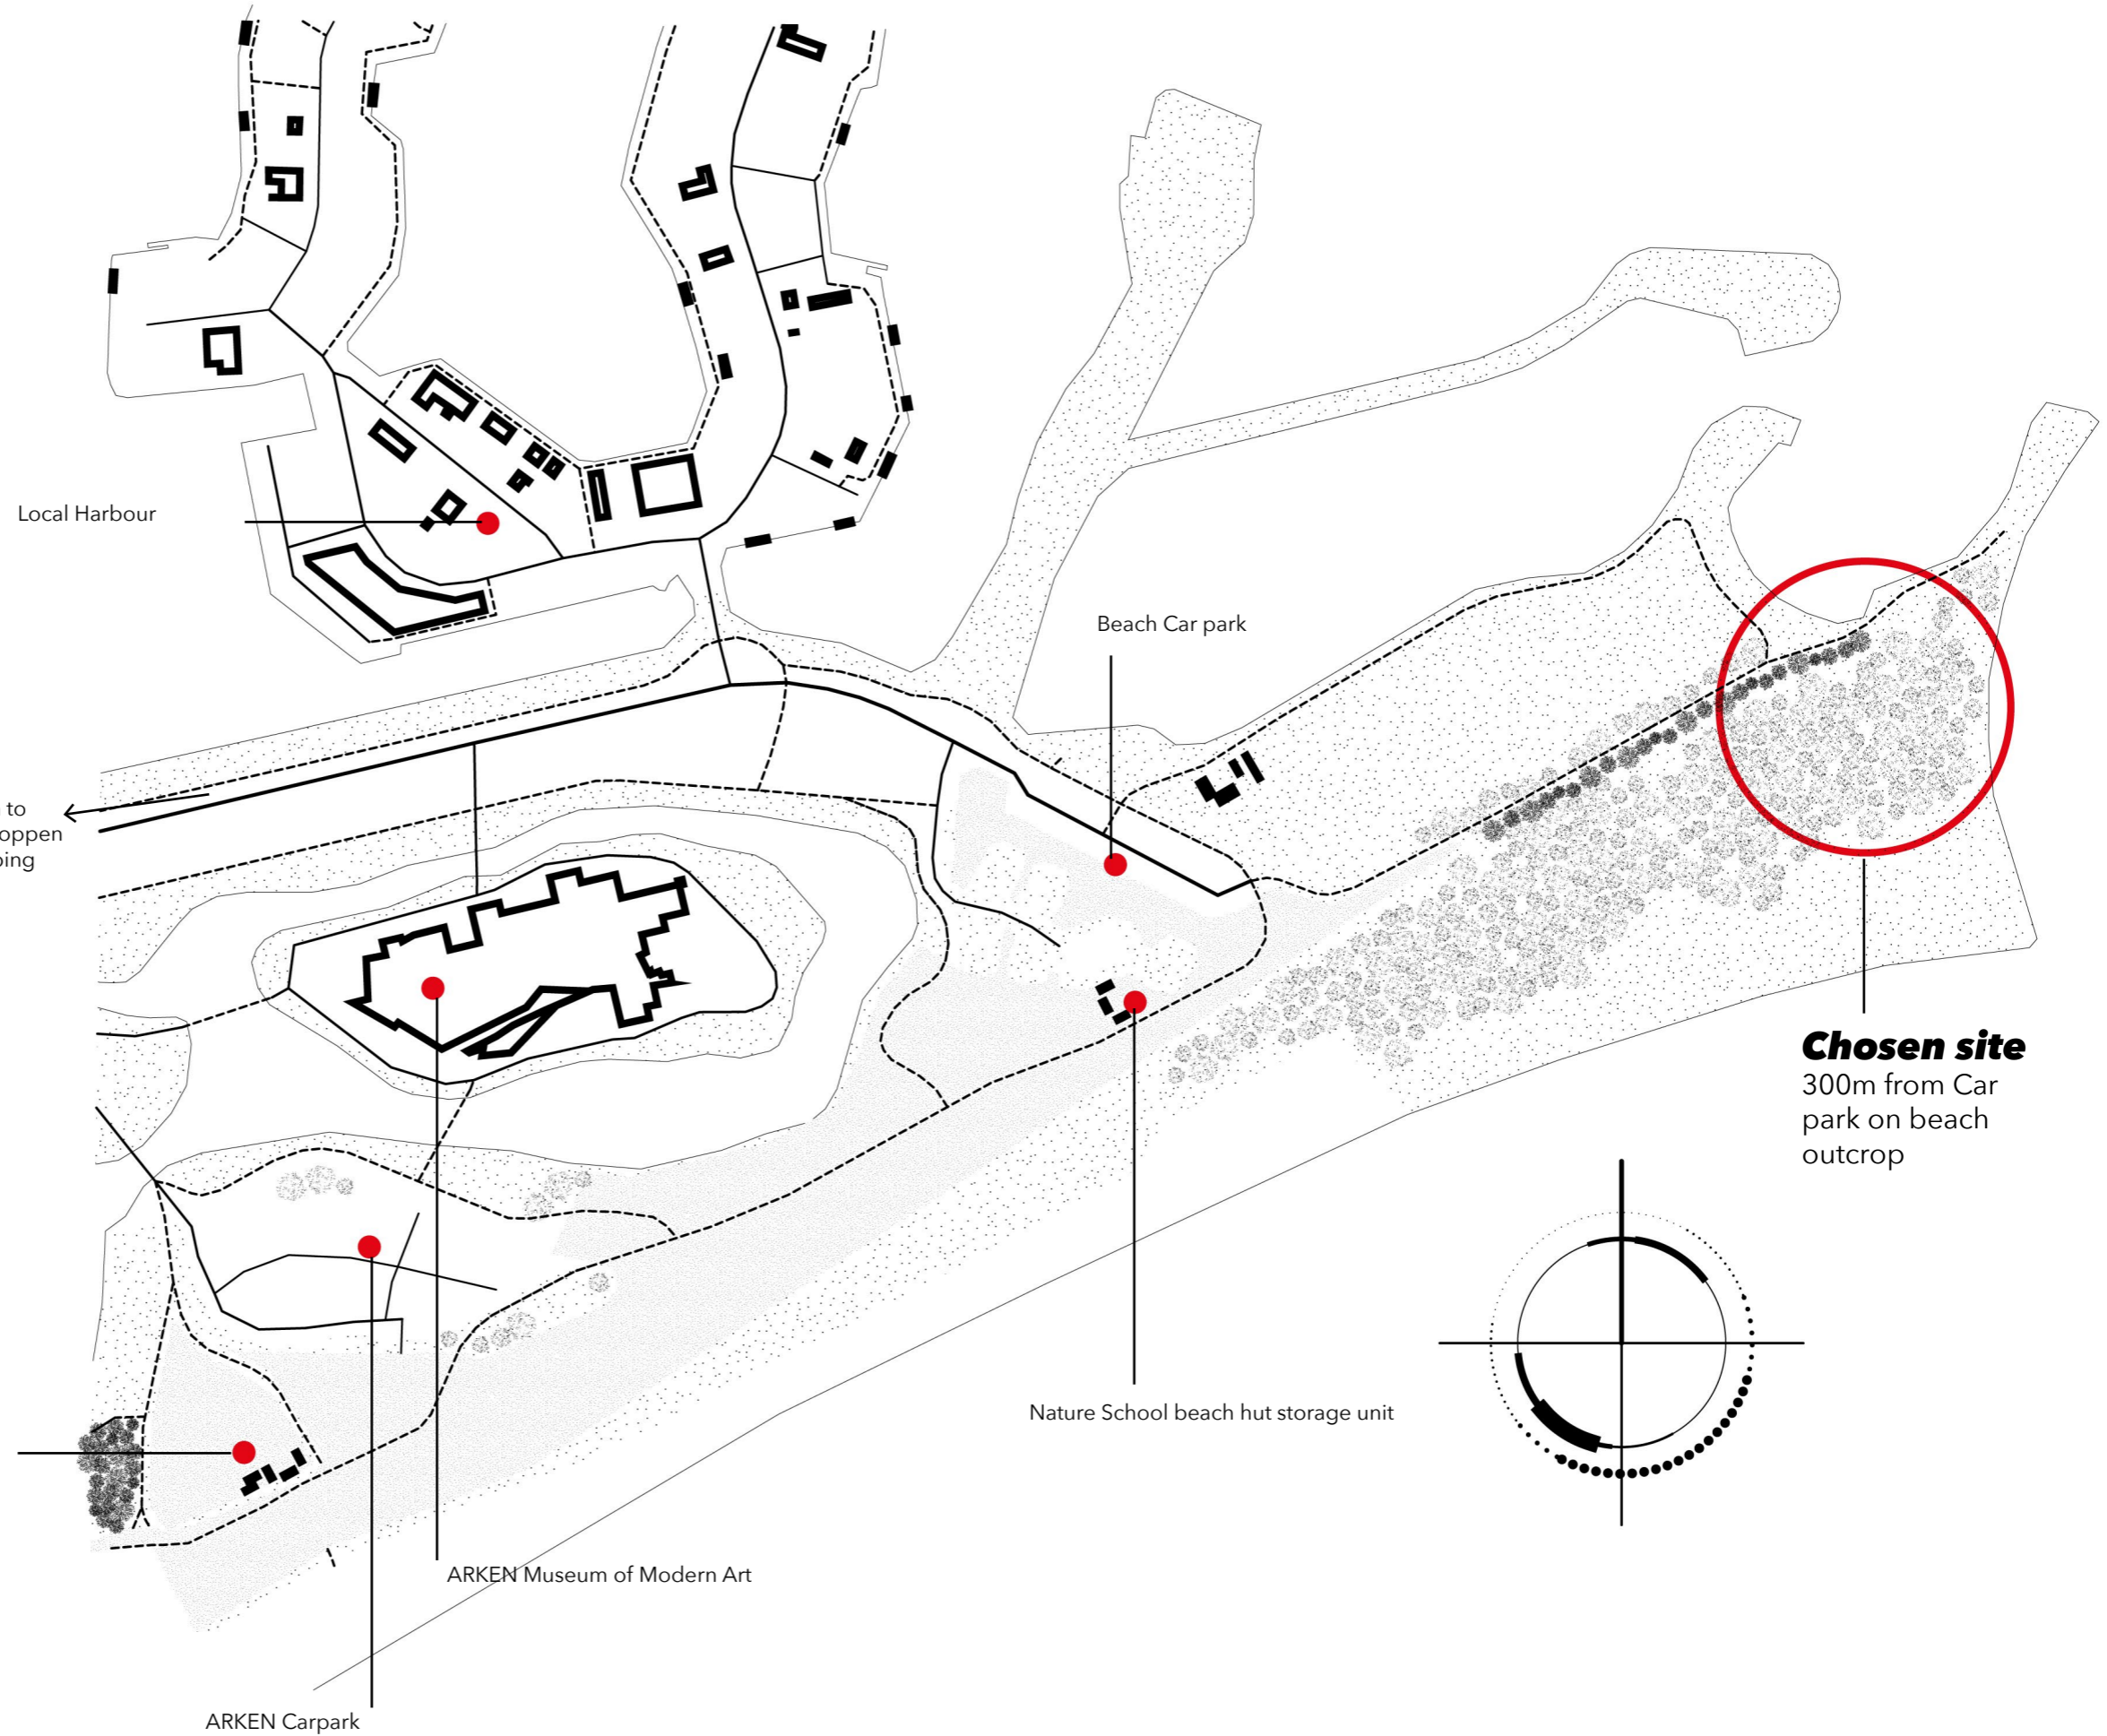 Local Harbour
Beach Car park
to
oppen
Chosen site
300m from Car
park on beach
outcrop
Nature School beach hut storage unit
ARKEN Museum of Modern Art
ARKEN Carpark